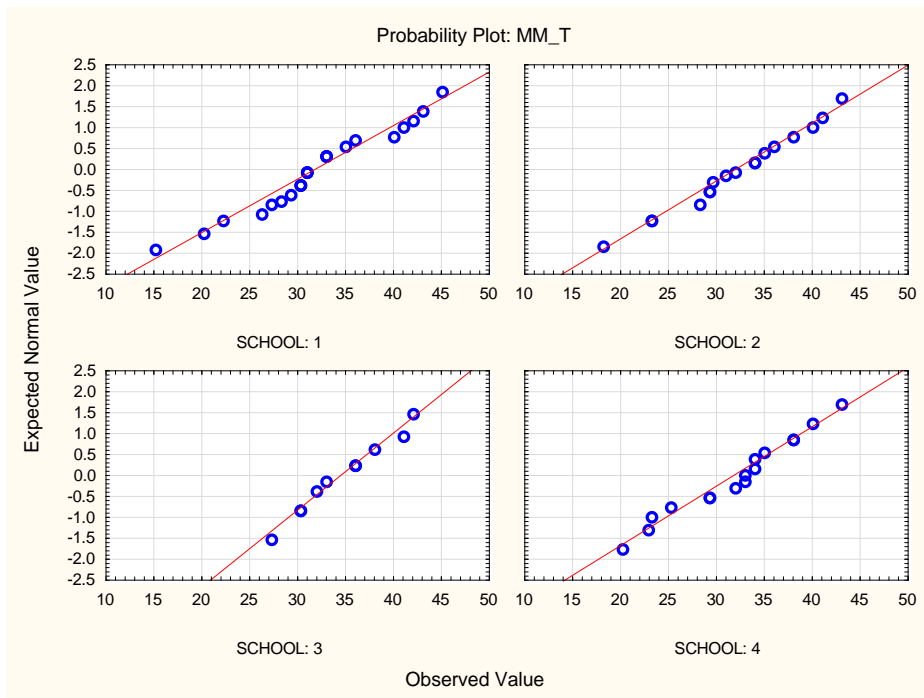 Probability Plot: MM_T
Expected Normal Value
2.5
2.0
1.5
1.0
0.5
0.0
-0.5
-1.0
-1.5
-2.0
-2.5
10 15 20 25 30 35 40 45 50
SCHOOL: 1
10 15 20 25 30 35 40 45 50
SCHOOL: 2
2.5
2.0
1.5
1.0
0.5
0.0
-0.5
-1.0
-1.5
-2.0
-2.5
10 15 20 25 30 35 40 45 50
SCHOOL: 3
10 15 20 25 30 35 40 45 50
SCHOOL: 4
Observed Value